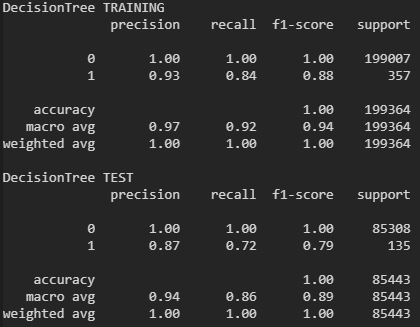 DecisionTree TRAINING
precision recall f1-score support
0 1.00 1.00 1.00 199007
1 0.93 0.84 0.88 357
accuracy 1.00 199364
macro avg 0.97 0.92 0.94 199364
weighted avg 1.00 1.00 1.00 199364
DecisionTree TEST
precision recall f1-score support
0 1.00 1.00 1.00 85308
1 0.87 0.72 0.79 135
accuracy 1.00 85443
macro avg 0.94 0.86 0.89 85443
weighted avg 1.00 1.00 1.00 85443